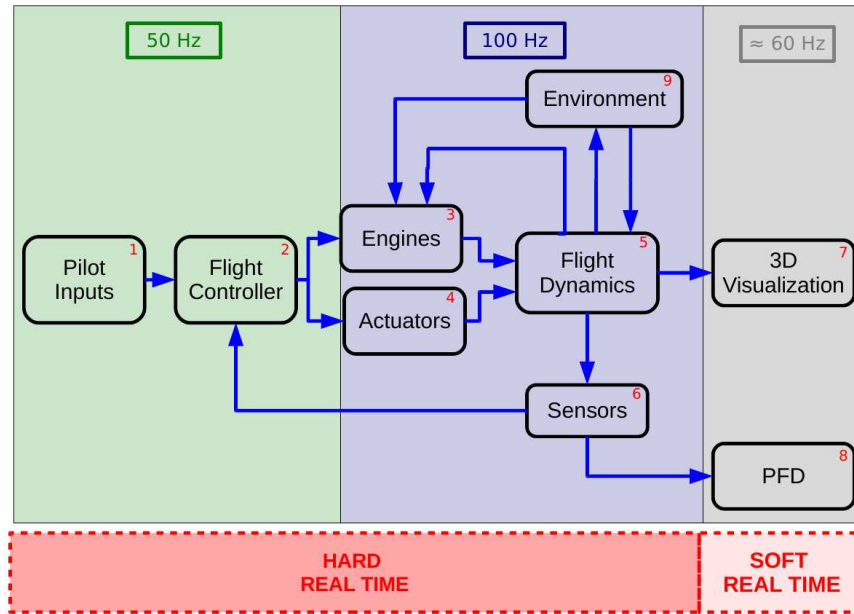 50 Hz
100 Hz
≈ 60 Hz
9
Environment
3
Engines
1
Pilot
Inputs
2
Flight
Controller
4
Actuators
5
Flight
Dynamics
7
3D
Visualization
6
Sensors
8
PFD
HARD
REAL TIME
SOFT
REAL TIME